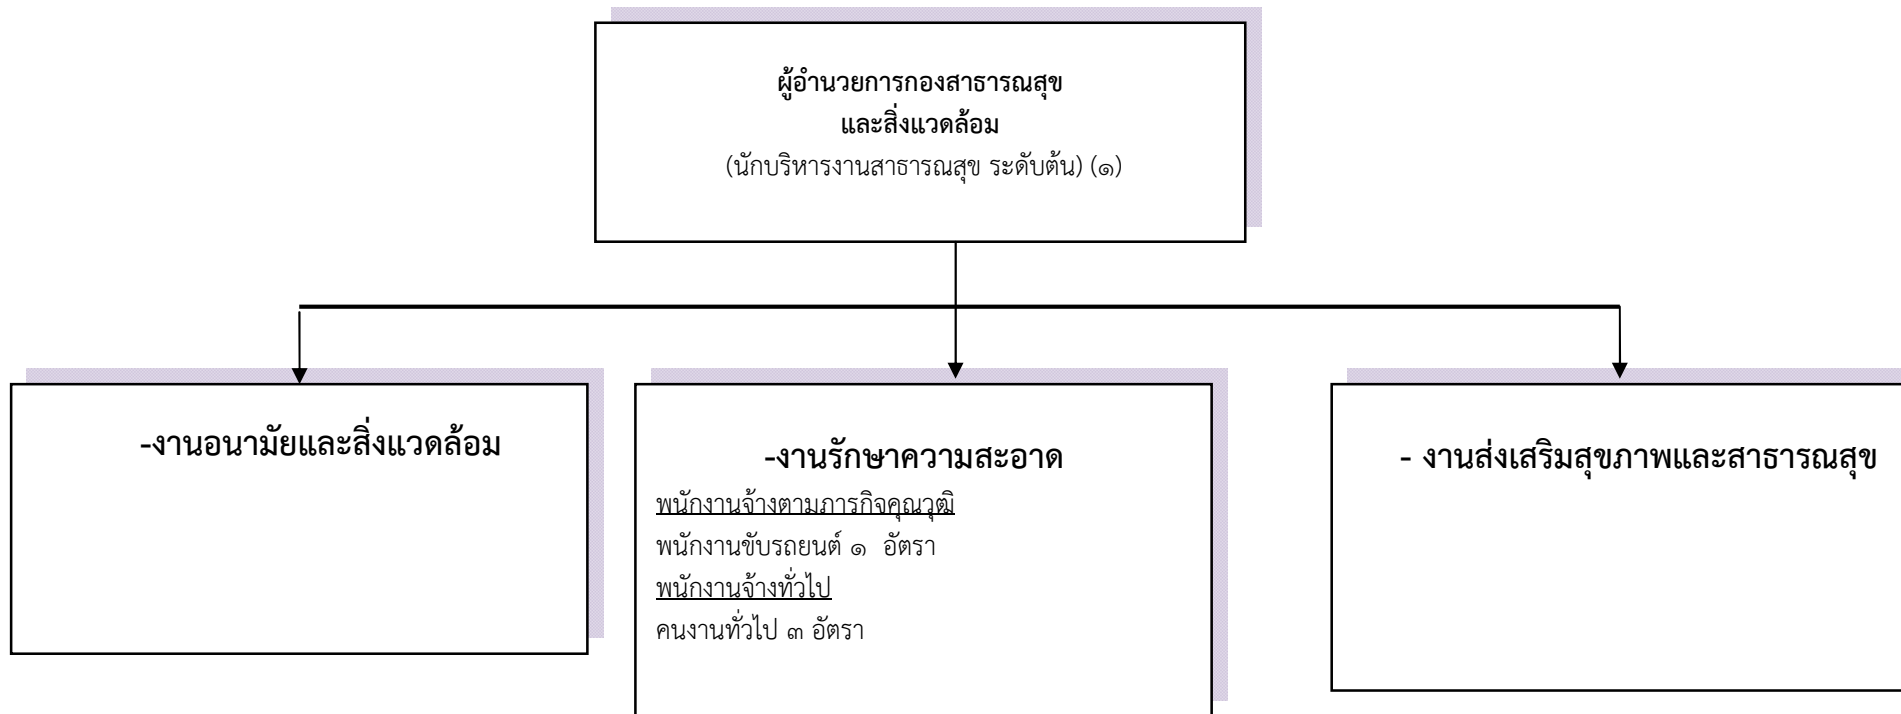 ผู้อำนวยการกองสาธารณสุข
และสิ่งแวดล้อม
(นักบริหารงานสาธารณสุข ระดับต้น) (๑)
-งานอนามัยและสิ่งแวดล้อม
-งานรักษาความสะอาด
พนักงานจ้างตามภารกิจคุณวุฒิ
พนักงานขับรถยนต์ ๑  อัตรา
พนักงานจ้างทั่วไป
คนงานทั่วไป ๓ อัตรา
- งานส่งเสริมสุขภาพและสาธารณสุข